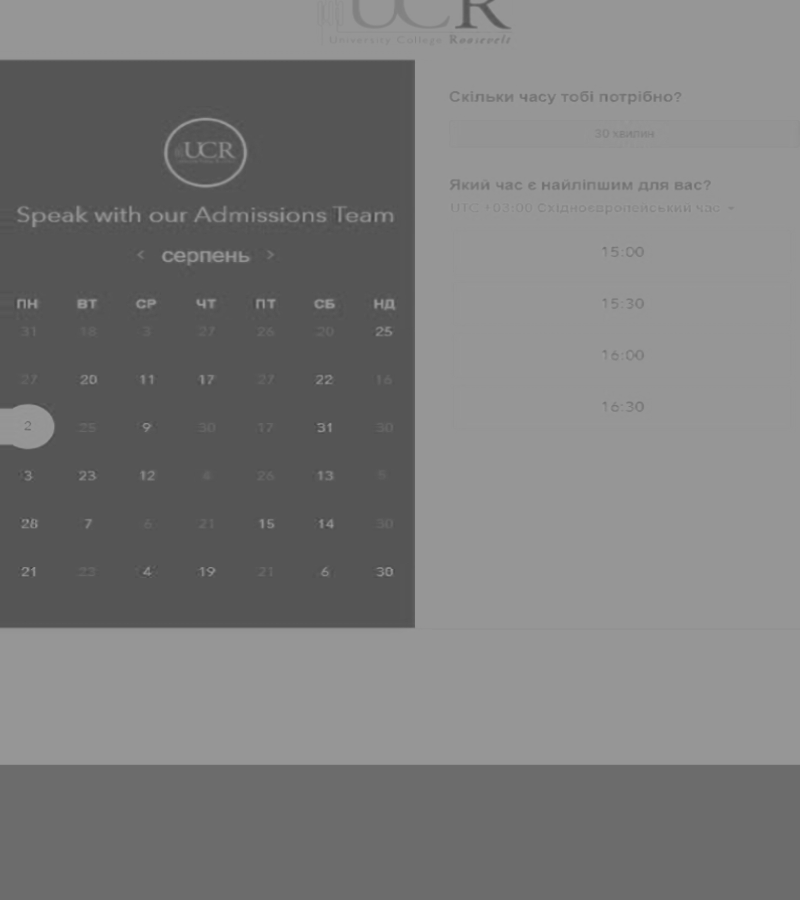 UCR
University College Roosevelt
UCR
Speak with our Admissions Team
< серпень >
ПН ВТ СР ЧТ ПТ СБ НД
31 18 3 27 26 20 25
27 20 11 17 27 22 16
2 25 9 30 17 31 30
3 23 12 4 26 13 5
28 7 6 21 15 14 30
21 23 4 19 21 6 30
Скільки часу тобі потрібно?
30 хвилин
Який час є найліпшим для вас?
UTC +03:00 Східноєвропейський час
15:00
15:30
16:00
16:30